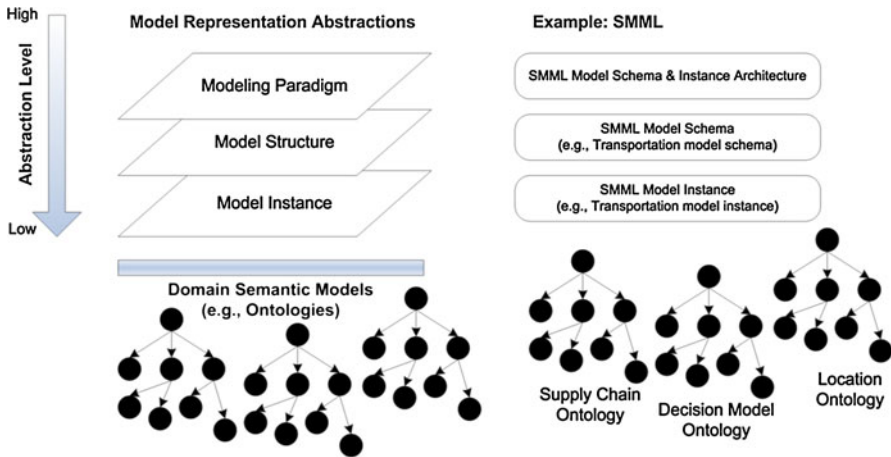 High
Abstraction Level
Low
Model Representation Abstractions
Modeling Paradigm
Model Structure
Model Instance
Domain Semantic Models
(e.g., Ontologies)
Example: SMML
SMML Model Schema & Instance Architecture
SMML Model Schema
(e.g., Transportation model schema)
SMML Model Instance
(e.g., Transportation model instance)
Supply Chain
Ontology
Decision Model
Ontology
Location
Ontology